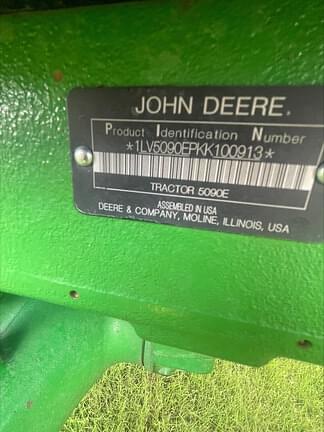 JOHN DEERE
Product Identification Number
*1LV5090EPKK100913*
TRACTOR 5090E
ASSEMBLED IN USA
DEERE & COMPANY, MOLINE, ILLINOIS, USA